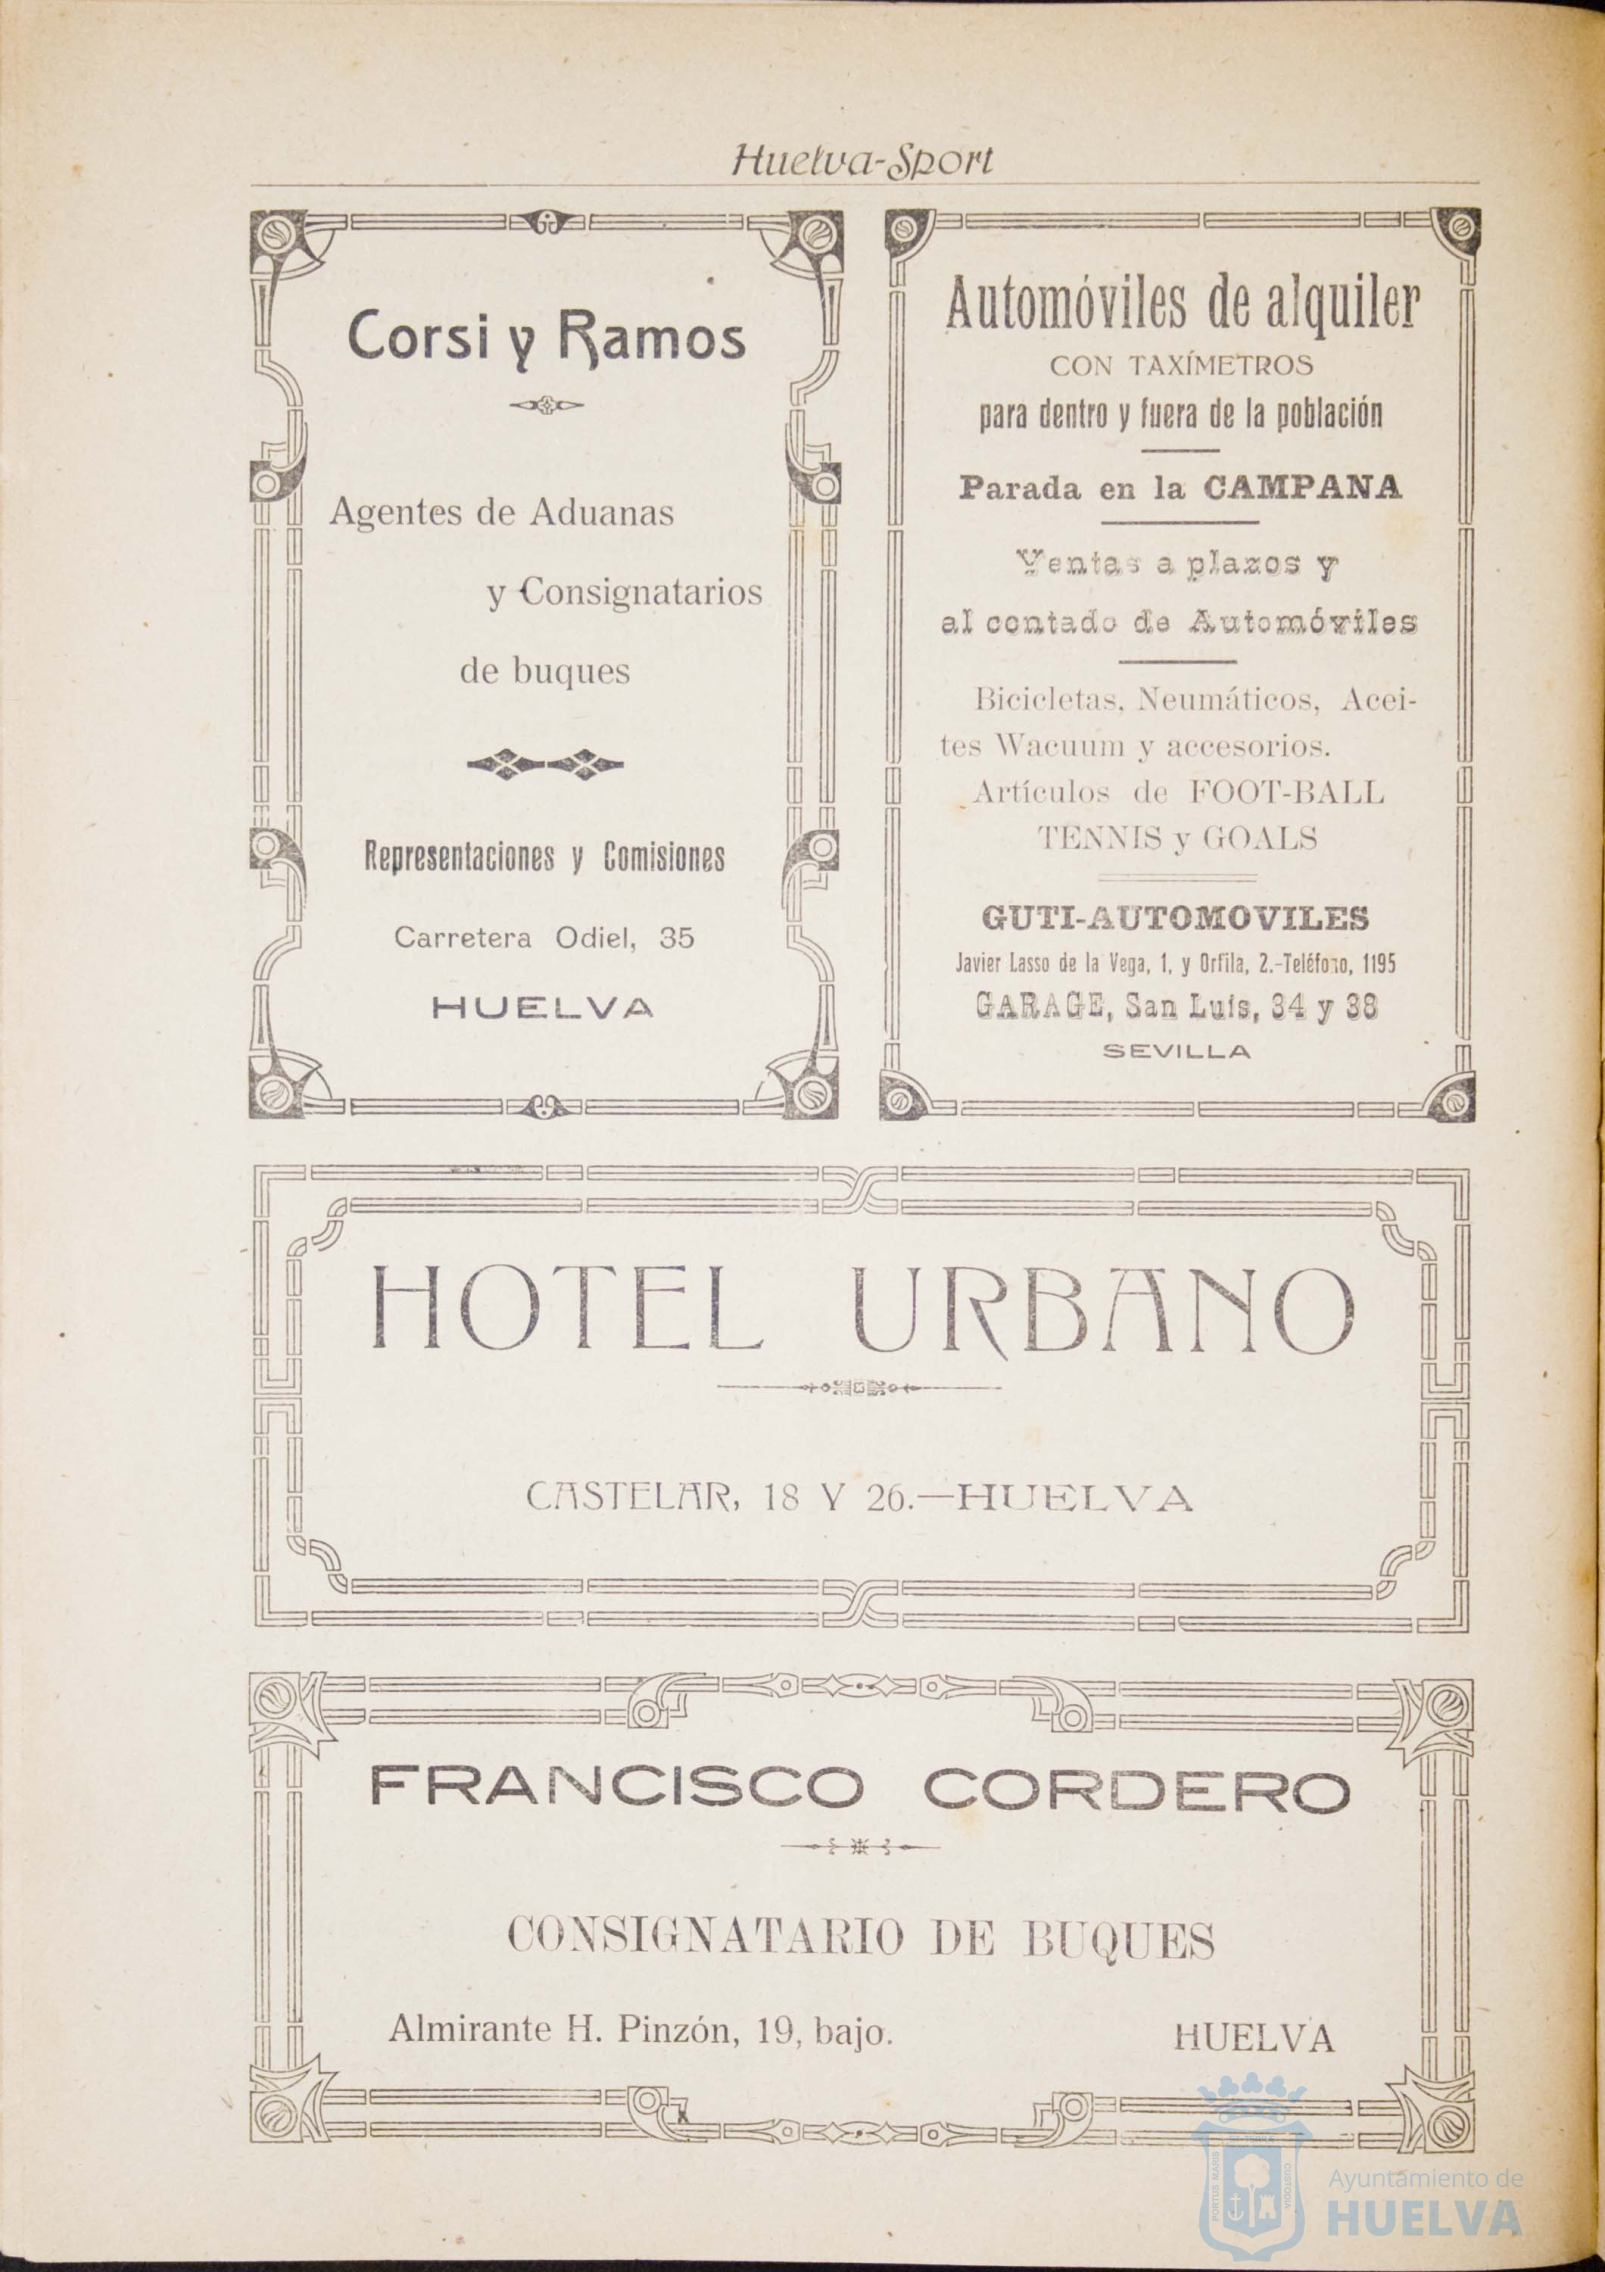 Huelva-Sport
Corsi y Ramos
Agentes de Aduanas
y Consignatarios
de buques
Representaciones y Comisiones
Carretera Odiel, 35
HUELVA
Automóviles de alquiler
CON TAXÍMETROS
para dentro y fuera de la población
Parada en la CAMPANA
Ventas a plazos y
al contado de Automóviles
Bicicletas, Neumáticos, Acei-
tes Wacuum y accesorios.
Artículos de FOOT-BALL
TENNIS y GOALS
GUTI-AUTOMOVILES
Javier Lasso de la Vega, 1, y Orfila, 2.-Teléfono, 1195
GARAGE, San Luis, 34 y 38
SEVILLA
HOTEL URBANO
CASTELAR, 18 Y 26.—HUELVA
FRANCISCO CORDERO
CONSIGNATARIO DE BUQUES
Almirante H. Pinzón, 19, bajo. HUELVA
PORTUS MARIS
CUSTODIA
Ayuntamiento de
HUELVA